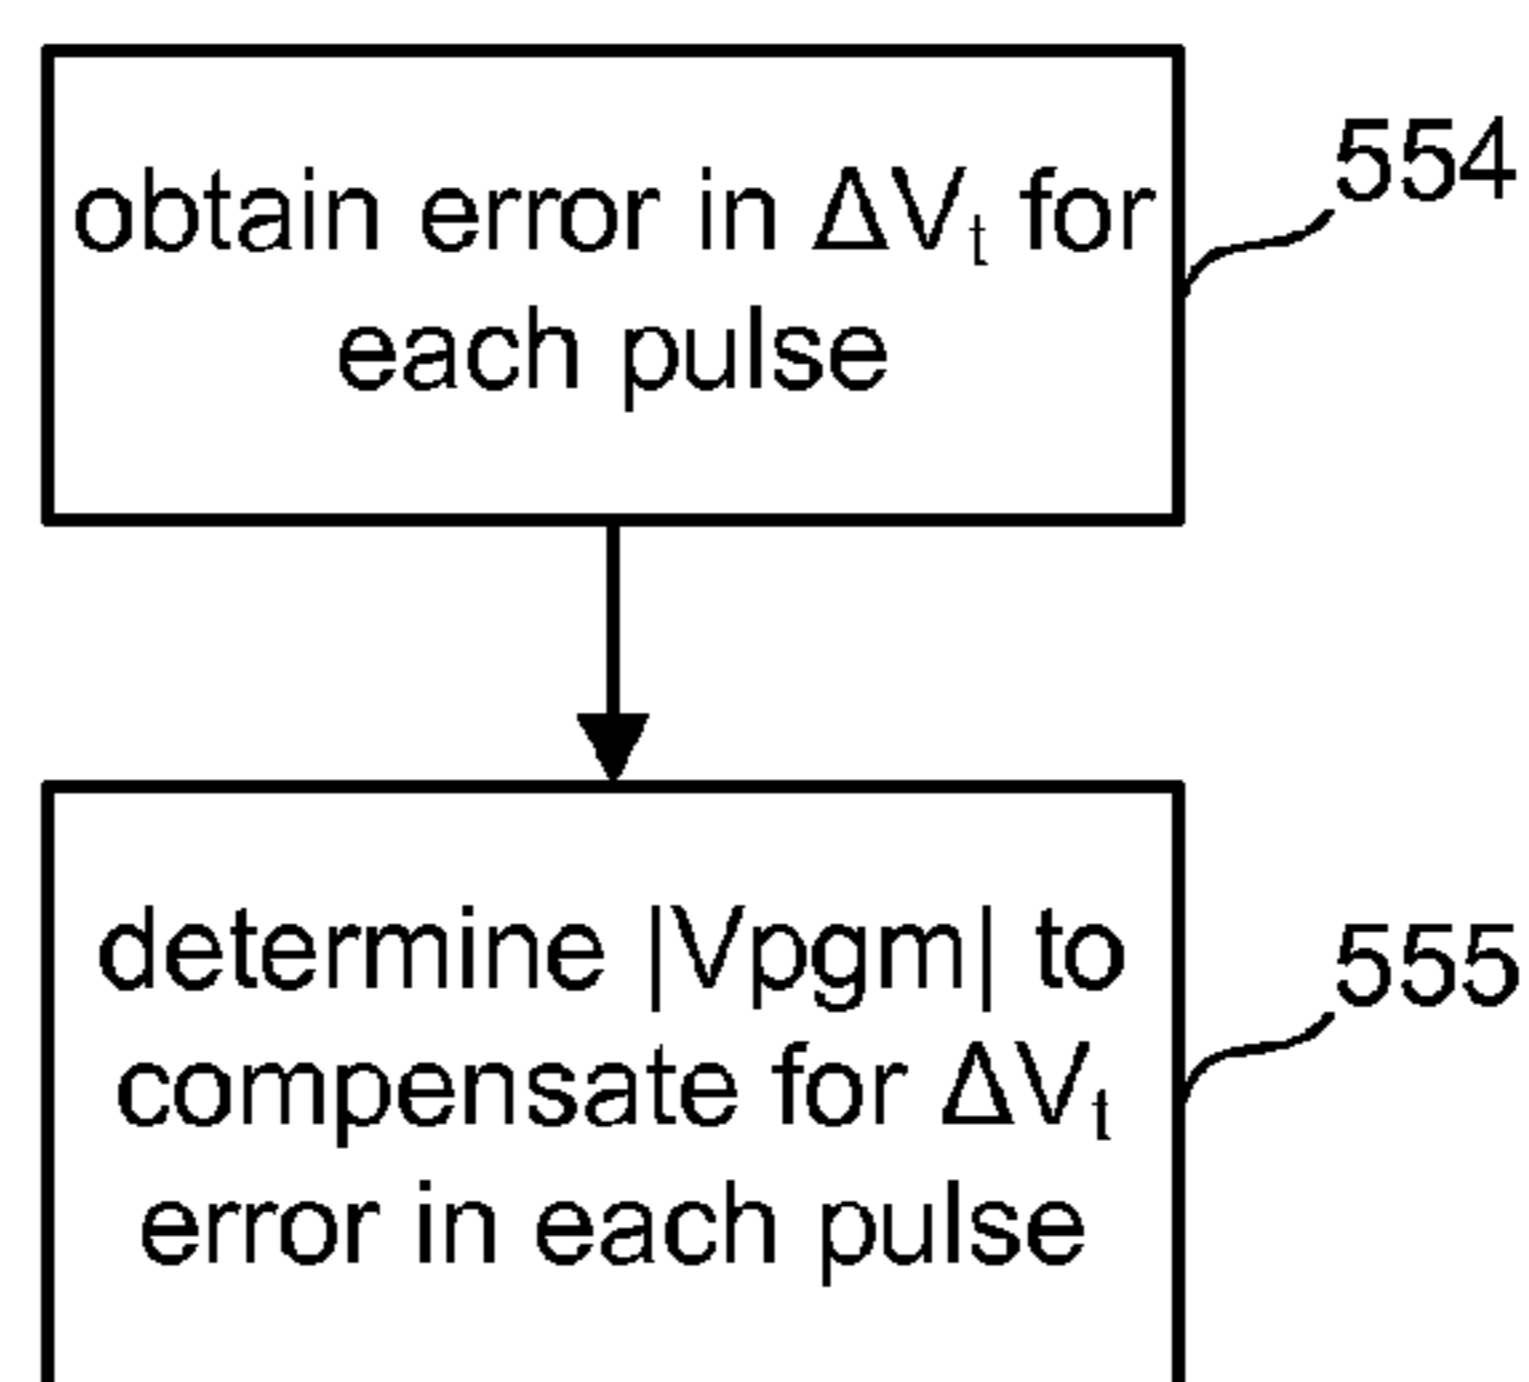 obtain error in ΔVₜ for
each pulse
554
determine |Vpgm| to
compensate for ΔVₜ
error in each pulse
555